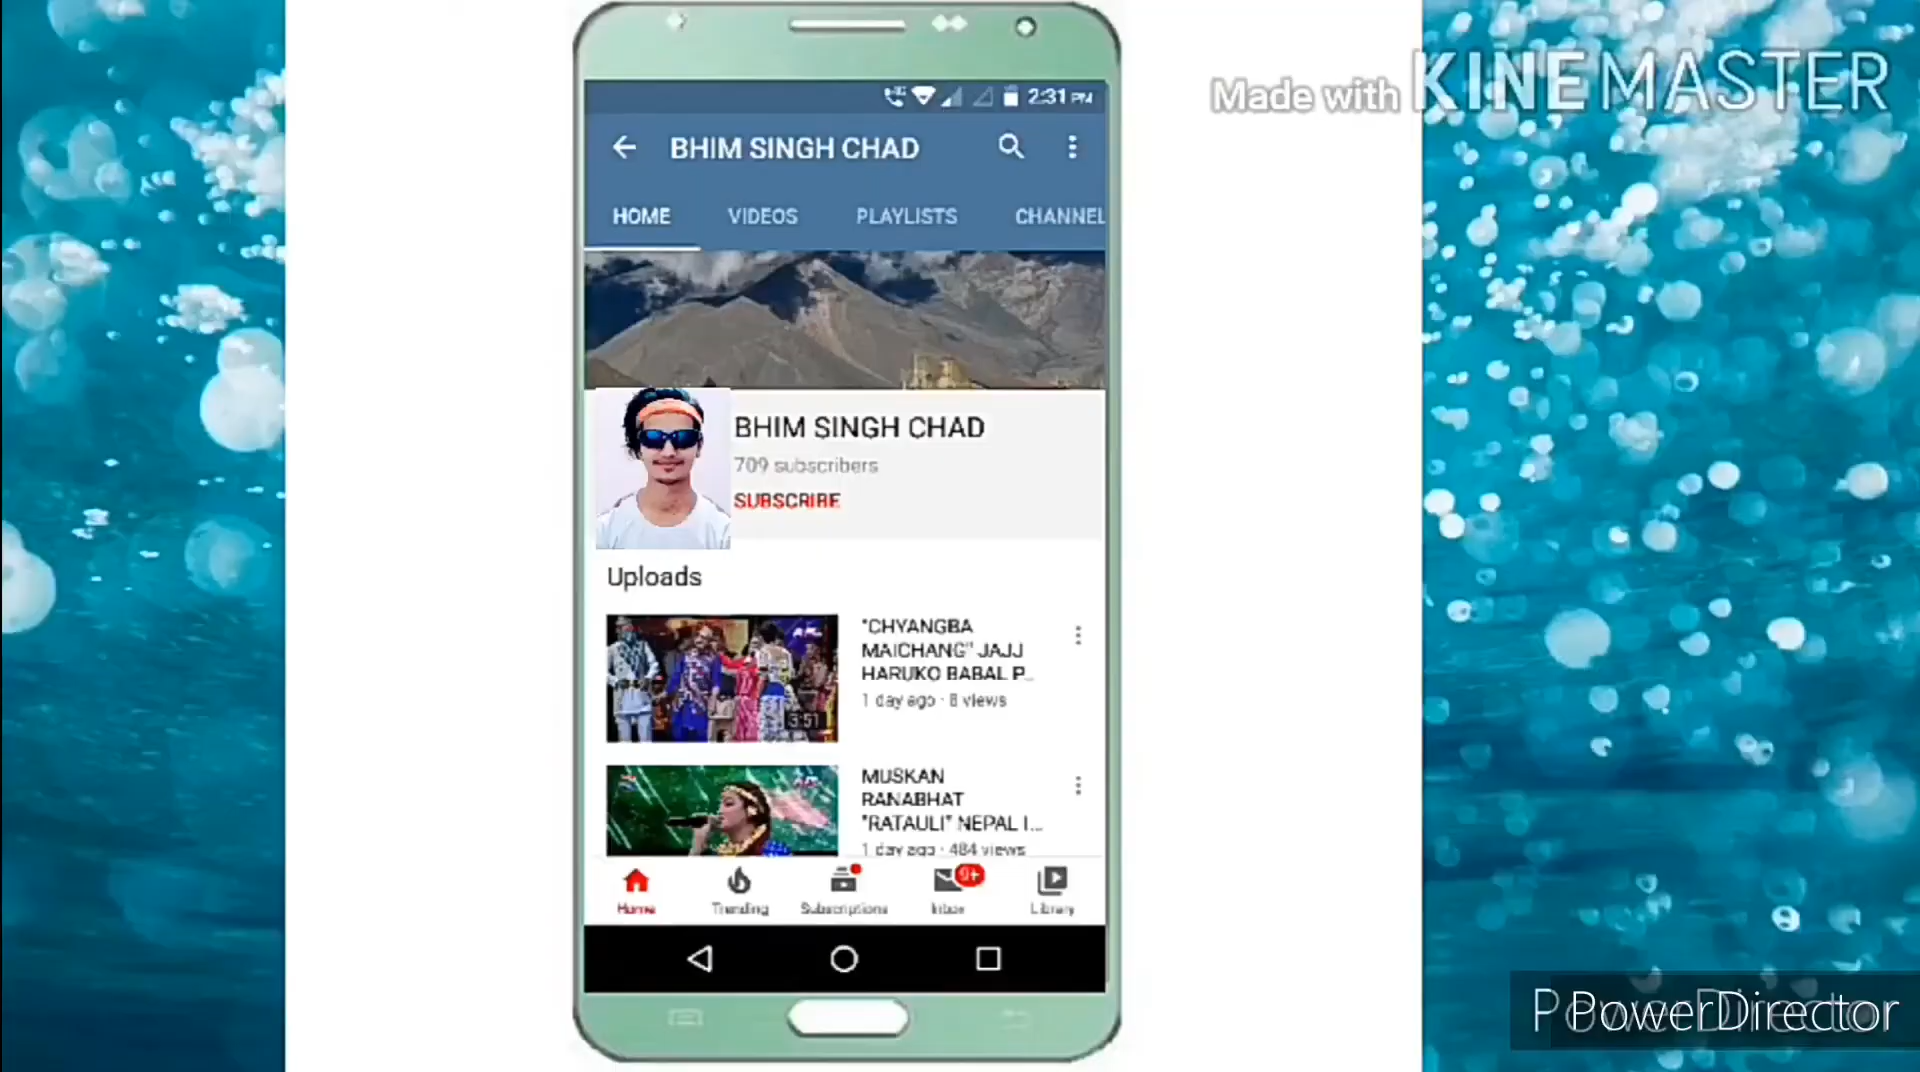 Made with KINEMASTER
2:31 PM
BHIM SINGH CHAD
HOME VIDEOS PLAYLISTS CHANNEL
BHIM SINGH CHAD
709 subscribers
SUBSCRIBE
Uploads
"CHYANGBA
MAICHANG" JAJJ
HARUKO BABAL P...
1 day ago · 8 views
3:51
MUSKAN
RANABHAT
"RATAULI" NEPAL I...
1 day ago · 484 views
9+
Home Trending Subscriptions Inbox Library
PowerDirector